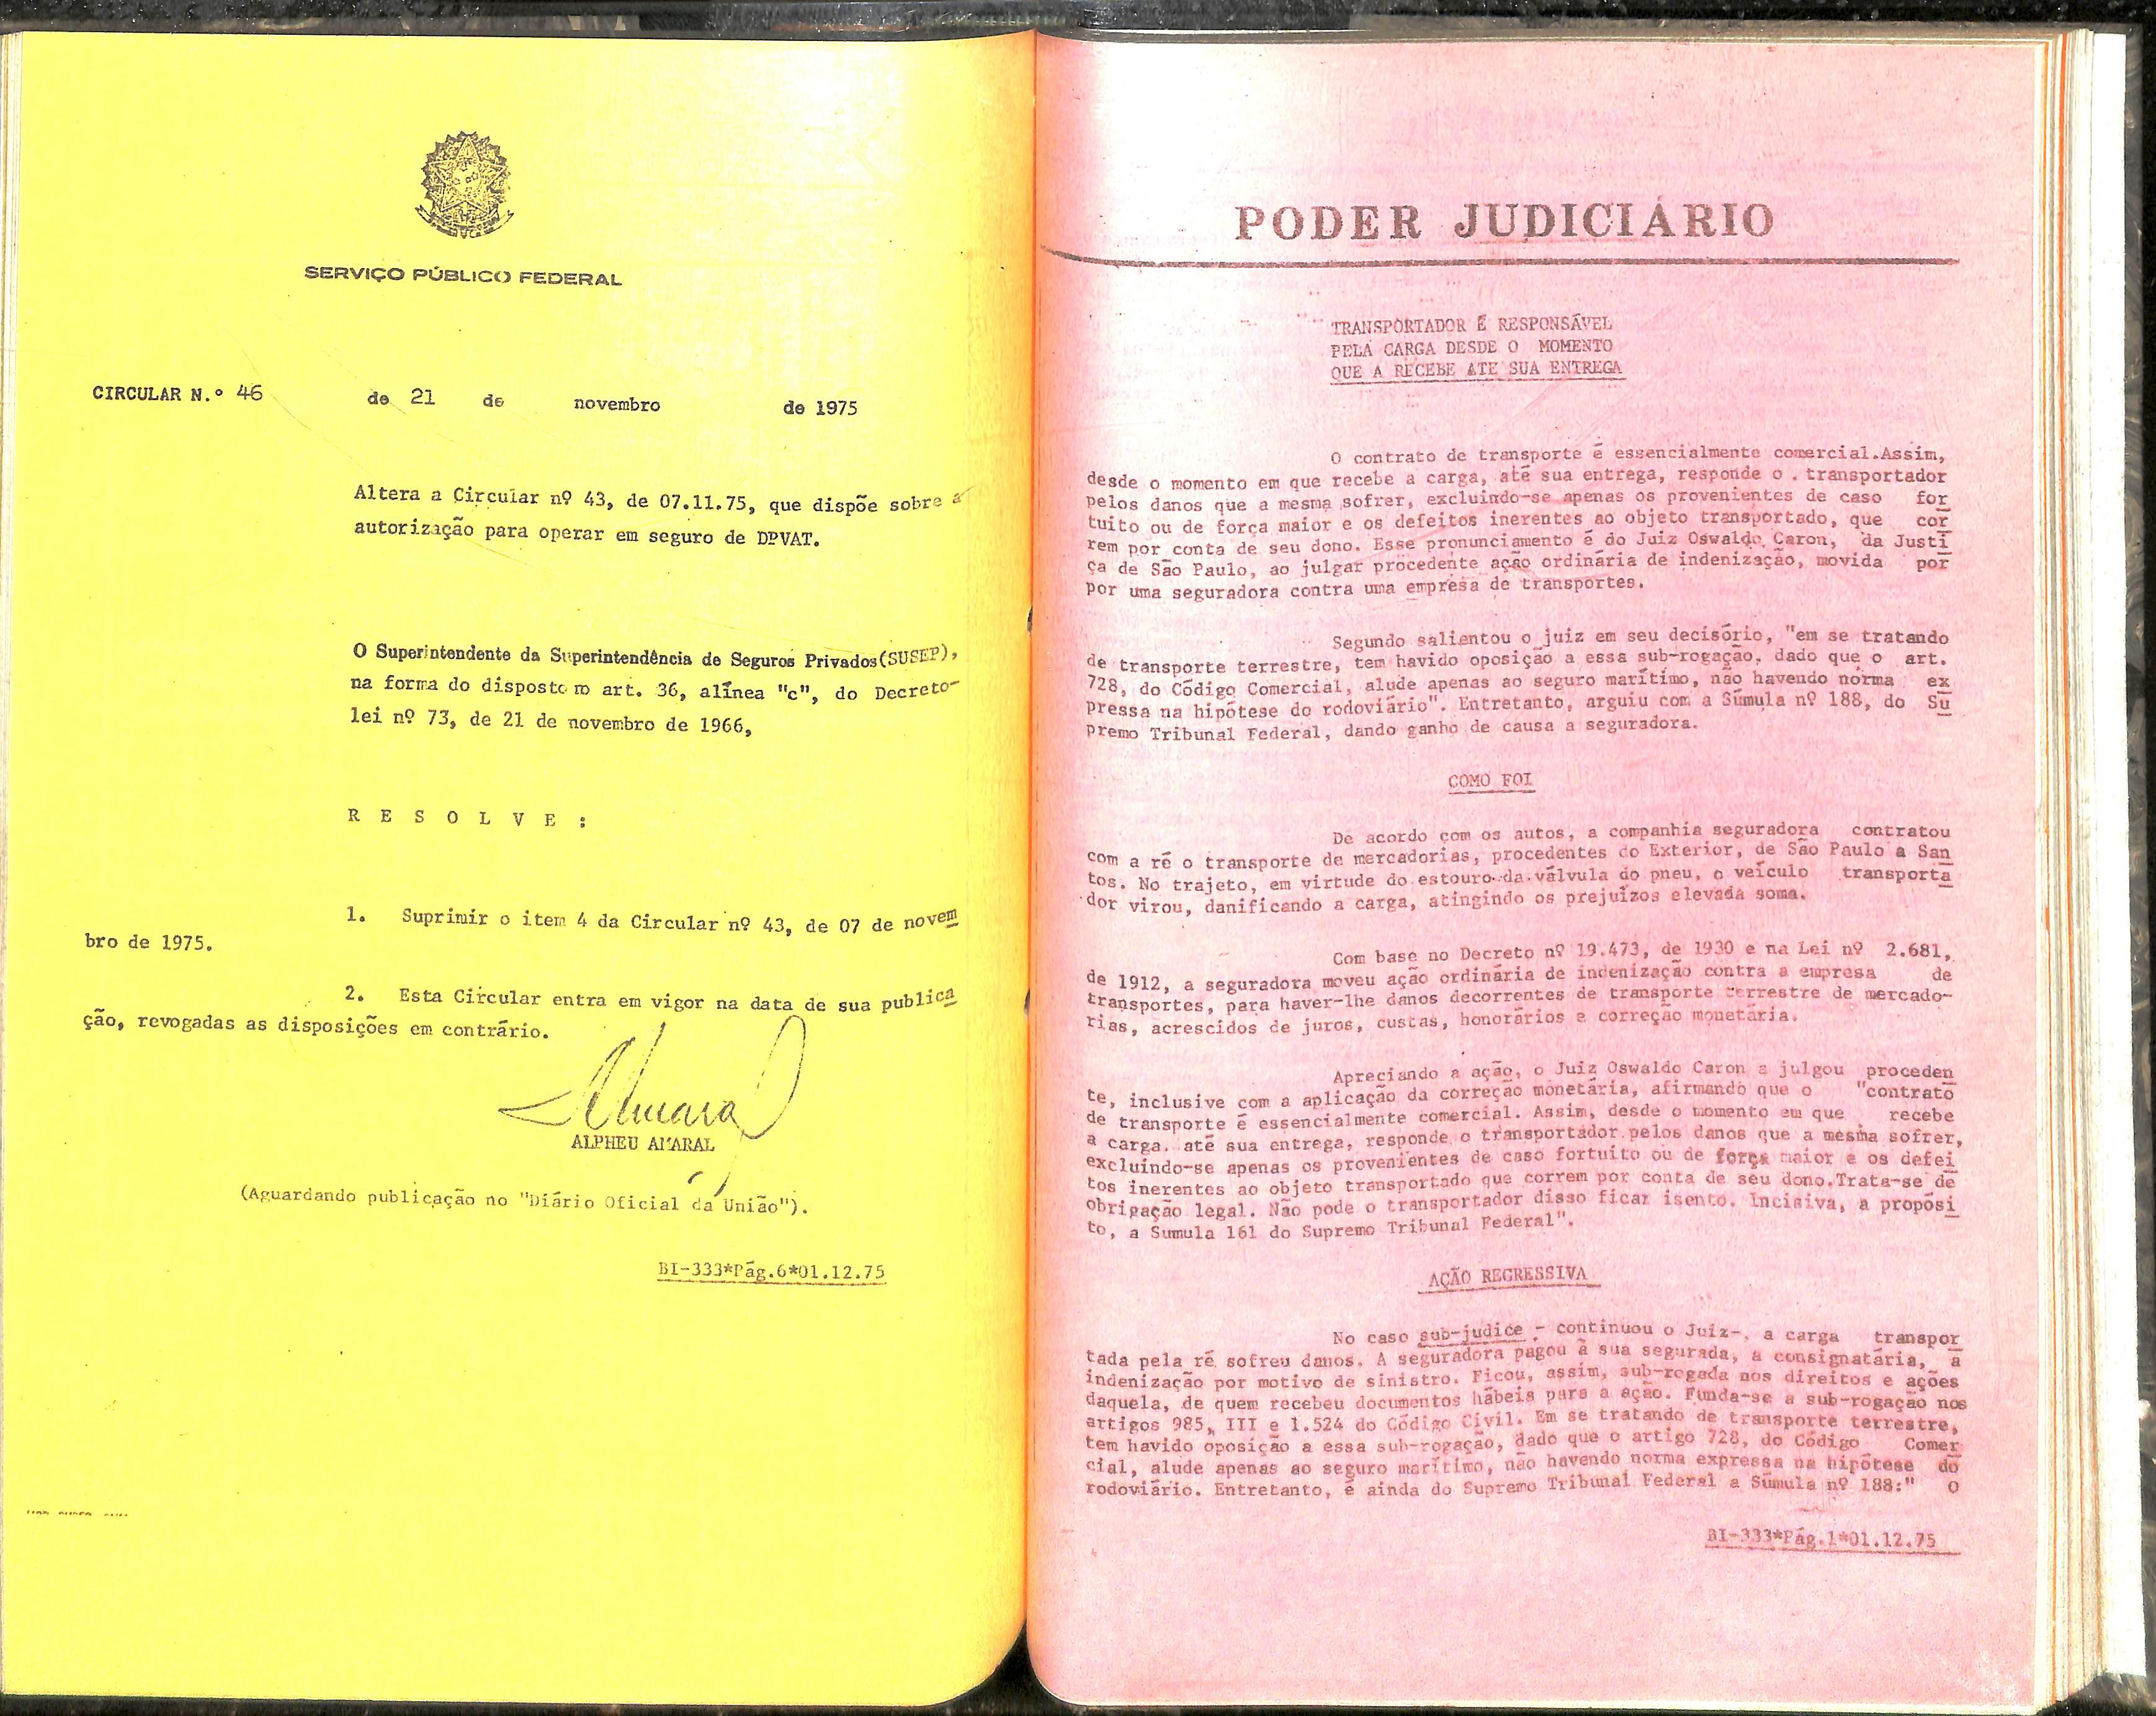 SERVIÇO PÚBLICO FEDERAL
CIRCULAR N.º 46 de 21 de novembro de 1975
Altera a Circular nº 43, de 07.11.75, que dispõe sobre a
autorização para operar em seguro de DPVAT.
O Superintendente da Superintendência de Seguros Privados(SUSEP),
na forma do disposto no art. 36, alínea "c", do Decreto-
lei nº 73, de 21 de novembro de 1966,
R E S O L V E :
1. Suprimir o item 4 da Circular nº 43, de 07 de novem
bro de 1975.
2. Esta Circular entra em vigor na data de sua publica
ção, revogadas as disposições em contrário.
ALPHEU AMARAL
(Aguardando publicação no "Diário Oficial da União").
BI-333*Pág.6*01.12.75
PODER JUDICIÁRIO
TRANSPORTADOR É RESPONSÁVEL
PELA CARGA DESDE O MOMENTO
QUE A RECEBE ATE SUA ENTREGA
O contrato de transporte é essencialmente comercial.Assim,
desde o momento em que recebe a carga, até sua entrega, responde o . transportador
pelos danos que a mesma sofrer, excluindo-se apenas os provenientes de caso for
tuito ou de força maior e os defeitos inerentes ao objeto transportado, que cor
rem por conta de seu dono. Esse pronunciamento é do Juiz Oswaldo Caron, da Justi
ça de São Paulo, ao julgar procedente ação ordinária de indenização, movida por
por uma seguradora contra uma empresa de transportes.
Segundo salientou o juiz em seu decisório, "em se tratando
de transporte terrestre, tem havido oposição a essa sub-rogação, dado que o art.
728, do Código Comercial, alude apenas ao seguro marítimo, não havendo norma ex
pressa na hipótese do rodoviário". Entretanto, arguiu com a Súmula nº 188, do Su
premo Tribunal Federal, dando ganho de causa a seguradora.
COMO FOI
De acordo com os autos, a companhia seguradora contratou
com a ré o transporte de mercadorias, procedentes do Exterior, de São Paulo a San
tos. No trajeto, em virtude do estouro da válvula do pneu, o veículo transporta
dor virou, danificando a carga, atingindo os prejuízos elevada soma.
Com base no Decreto nº 19.473, de 1930 e na Lei nº 2.681,
de 1912, a seguradora moveu ação ordinária de indenização contra a empresa de
transportes, para haver-lhe danos decorrentes de transporte terrestre de mercado-
rias, acrescidos de juros, custas, honorários e correção monetária.
Apreciando a ação, o Juiz Oswaldo Caron a julgou proceden
te, inclusive com a aplicação da correção monetária, afirmando que o "contrato
de transporte é essencialmente comercial. Assim, desde o momento em que recebe
a carga, até sua entrega, responde o transportador pelos danos que a mesma sofrer,
excluindo-se apenas os provenientes de caso fortuito ou de força maior e os defei
tos inerentes ao objeto transportado que correm por conta de seu dono.Trata-se de
obrigação legal. Não pode o transportador disso ficar isento. Incisiva, a propósi
to, a Sumula 161 do Supremo Tribunal Federal".
AÇÃO REGRESSIVA
No caso sub-judice - continuou o Juiz-, a carga transpor
tada pela ré sofreu danos. A seguradora pagou à sua segurada, a consignatária, a
indenização por motivo de sinistro. Ficou, assim, sub-rogada nos direitos e ações
daquela, de quem recebeu documentos hábeis para a ação. Funda-se a sub-rogação nos
artigos 985, III e 1.524 do Código Civil. Em se tratando de transporte terrestre,
tem havido oposição a essa sub-rogação, dado que o artigo 728, do Código Comer
cial, alude apenas ao seguro marítimo, não havendo norma expressa na hipótese do
rodoviário. Entretanto, é ainda do Supremo Tribunal Federal a Súmula nº 188:" O
BI-333*Pág.1*01.12.75